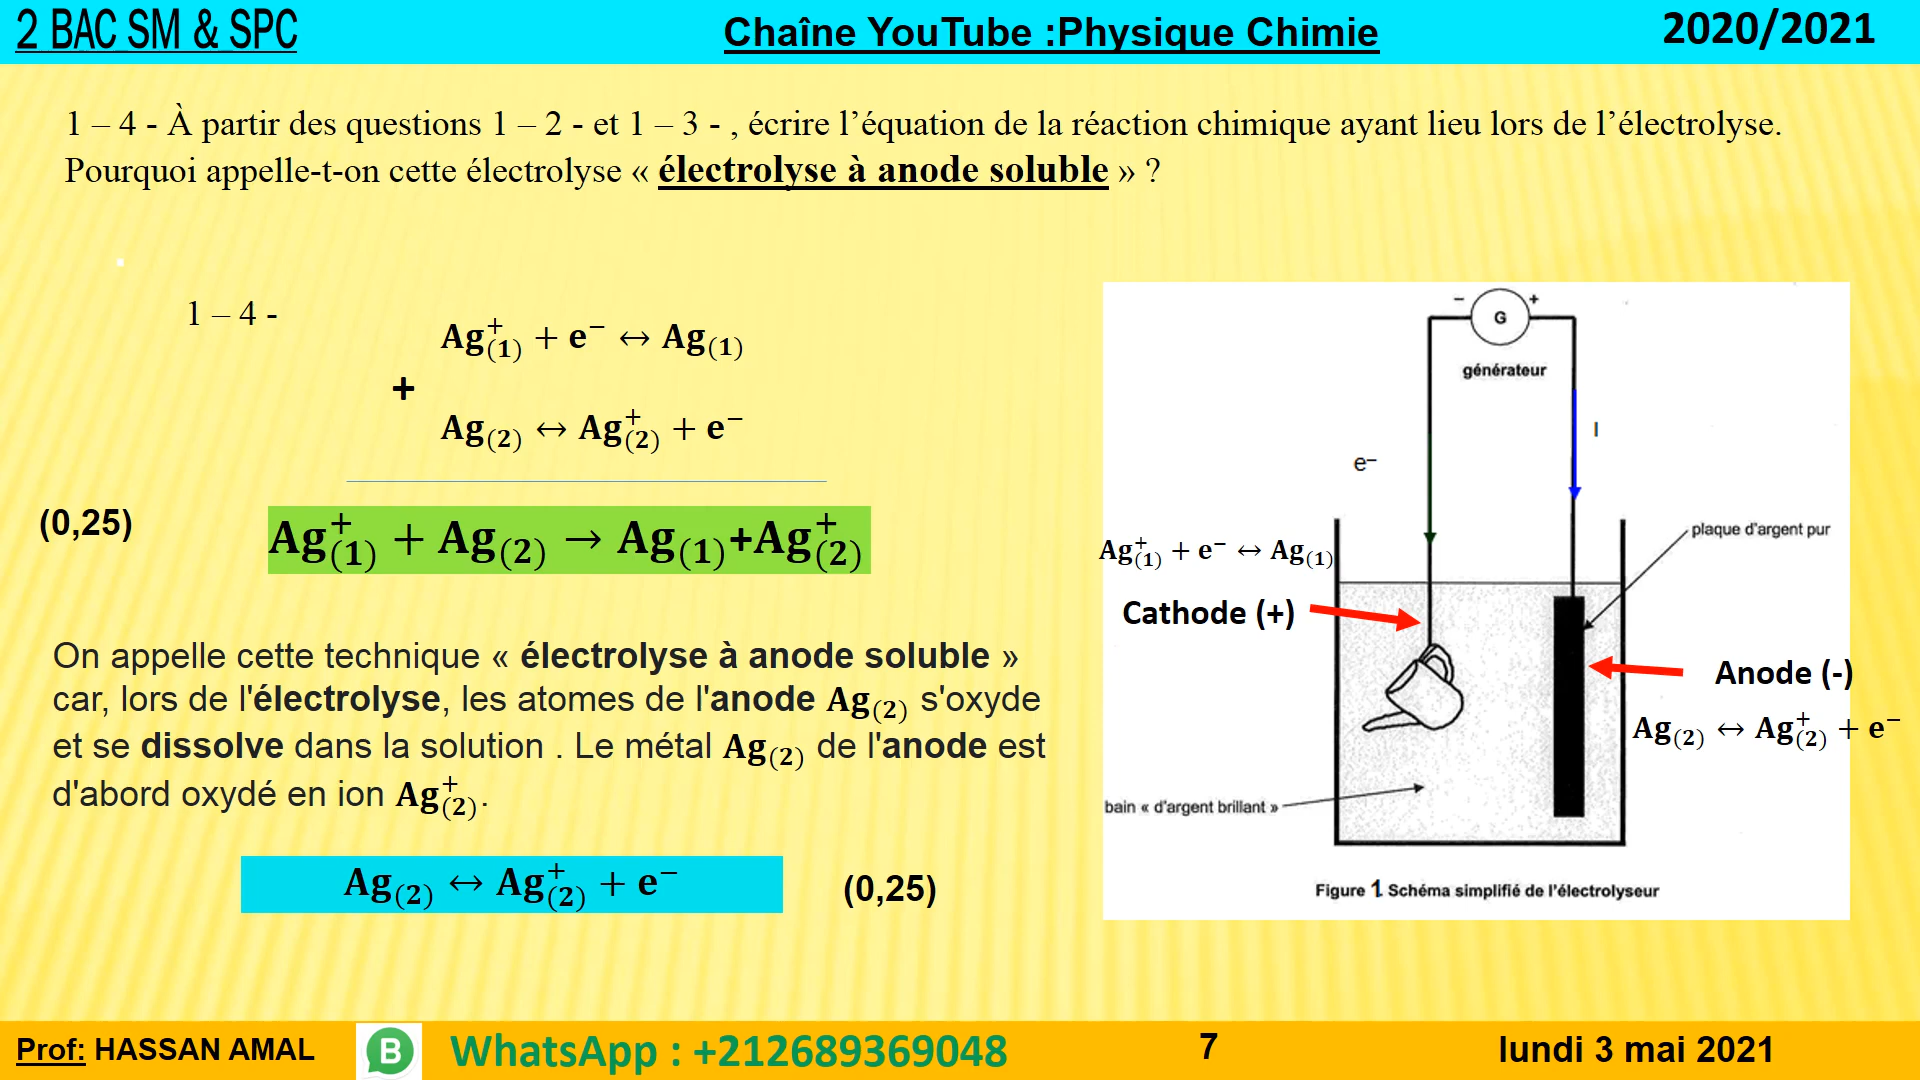 2 BAC SM & SPC
Chaîne YouTube :Physique Chimie
2020/2021
1 – 4 - À partir des questions 1 – 2 - et 1 – 3 - , écrire l’équation de la réaction chimique ayant lieu lors de l’électrolyse.
Pourquoi appelle-t-on cette électrolyse « électrolyse à anode soluble » ?
1 – 4 -
Ag⁺₍₁₎ + e⁻ ↔ Ag₍₁₎
+
Ag₍₂₎ ↔ Ag⁺₍₂₎ + e⁻
(0,25)
Ag⁺₍₁₎ + Ag₍₂₎ → Ag₍₁₎+Ag⁺₍₂₎
On appelle cette technique « électrolyse à anode soluble »
car, lors de l'électrolyse, les atomes de l'anode Ag₍₂₎ s'oxyde
et se dissolve dans la solution . Le métal Ag₍₂₎ de l'anode est
d'abord oxydé en ion Ag⁺₍₂₎.
Ag₍₂₎ ↔ Ag⁺₍₂₎ + e⁻
(0,25)
– G +
générateur
I
e⁻
plaque d'argent pur
Ag⁺₍₁₎ + e⁻ ↔ Ag₍₁₎
Cathode (+)
Anode (-)
Ag₍₂₎ ↔ Ag⁺₍₂₎ + e⁻
bain « d'argent brillant »
Figure 1 Schéma simplifié de l'électrolyseur
Prof: HASSAN AMAL
B
WhatsApp : +212689369048
7
lundi 3 mai 2021